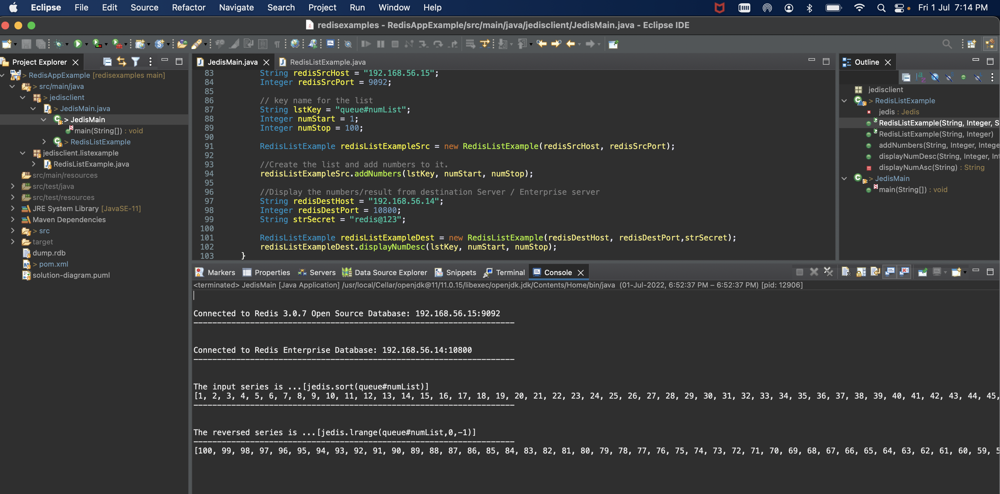 Eclipse File Edit Source Refactor Navigate Search Project Run Window Help Fri 1 Jul 7:14 PM
redisexamples - RedisAppExample/src/main/java/jedisclient/JedisMain.java - Eclipse IDE
Project Explorer
> RedisAppExample [redisexamples main]
> src/main/java
> jedisclient
> JedisMain.java
> JedisMain
main(String[]) : void
> RedisListExample
jedisclient.listexample
RedisListExample.java
src/main/resources
src/test/java
src/test/resources
JRE System Library [JavaSE-11]
Maven Dependencies
> src
target
dump.rdb
> pom.xml
solution-diagram.puml
JedisMain.java RedisListExample.java
83 String redisSrcHost = "192.168.56.15";
84 Integer redisSrcPort = 9092;
85
86 // key name for the list
87 String lstKey = "queue#numList";
88 Integer numStart = 1;
89 Integer numStop = 100;
90
91 RedisListExample redisListExampleSrc = new RedisListExample(redisSrcHost, redisSrcPort);
92
93 //Create the list and add numbers to it.
94 redisListExampleSrc.addNumbers(lstKey, numStart, numStop);
95
96 //Display the numbers/result from destination Server / Enterprise server
97 String redisDestHost = "192.168.56.14";
98 Integer redisDestPort = 10800;
99 String strSecret = "redis@123";
100
101 RedisListExample redisListExampleDest = new RedisListExample(redisDestHost, redisDestPort,strSecret);
102 redisListExampleDest.displayNumDesc(lstKey, numStart, numStop);
103 }
Outline
jedisclient
> RedisListExample
jedis : Jedis
RedisListExample(String, Integer, S
RedisListExample(String, Integer)
addNumbers(String, Integer, Intege
displayNumDesc(String, Integer, Int
displayNumAsc(String) : String
> JedisMain
main(String[]) : void
Markers Properties Servers Data Source Explorer Snippets Terminal Console
<terminated> JedisMain [Java Application] /usr/local/Cellar/openjdk@11/11.0.15/libexec/openjdk.jdk/Contents/Home/bin/java (01-Jul-2022, 6:52:37 PM – 6:52:37 PM) [pid: 12906]
Connected to Redis 3.0.7 Open Source Database: 192.168.56.15:9092
--------------------------------------------------------------------
Connected to Redis Enterprise Database: 192.168.56.14:10800
--------------------------------------------------------------------
The input series is ...[jedis.sort(queue#numList)]
[1, 2, 3, 4, 5, 6, 7, 8, 9, 10, 11, 12, 13, 14, 15, 16, 17, 18, 19, 20, 21, 22, 23, 24, 25, 26, 27, 28, 29, 30, 31, 32, 33, 34, 35, 36, 37, 38, 39, 40, 41, 42, 43, 44, 45,
--------------------------------------------------------------------
The reversed series is ...[jedis.lrange(queue#numList,0,-1)]
--------------------------------------------------------------------
[100, 99, 98, 97, 96, 95, 94, 93, 92, 91, 90, 89, 88, 87, 86, 85, 84, 83, 82, 81, 80, 79, 78, 77, 76, 75, 74, 73, 72, 71, 70, 69, 68, 67, 66, 65, 64, 63, 62, 61, 60, 59, 5